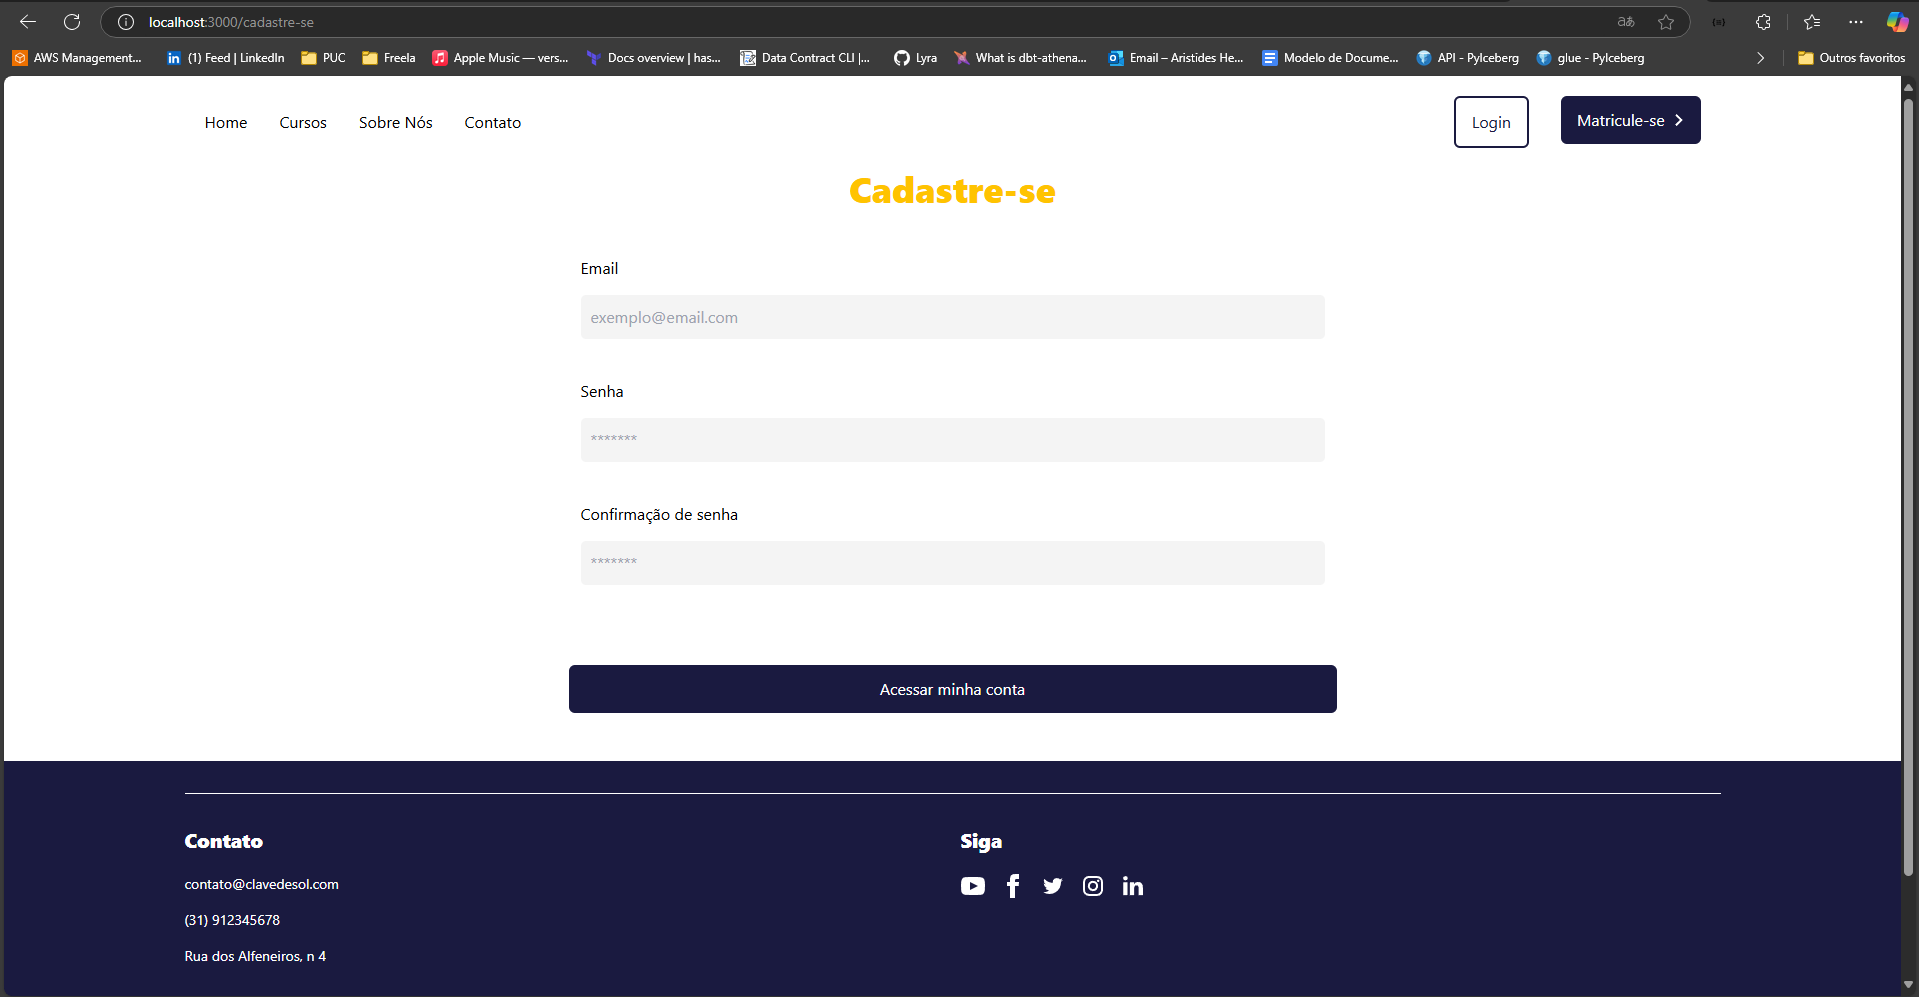 localhost:3000/cadastre-se
AWS Management... (1) Feed | LinkedIn PUC Freela Apple Music — vers... Docs overview | has... Data Contract CLI |... Lyra What is dbt-athena... Email – Aristides He... Modelo de Docume... API - PyIceberg glue - PyIceberg Outros favoritos
Home Cursos Sobre Nós Contato Login Matricule-se
Cadastre-se
Email
exemplo@email.com
Senha
*******
Confirmação de senha
*******
Acessar minha conta
Contato Siga
contato@clavedesol.com
(31) 912345678
Rua dos Alfeneiros, n 4